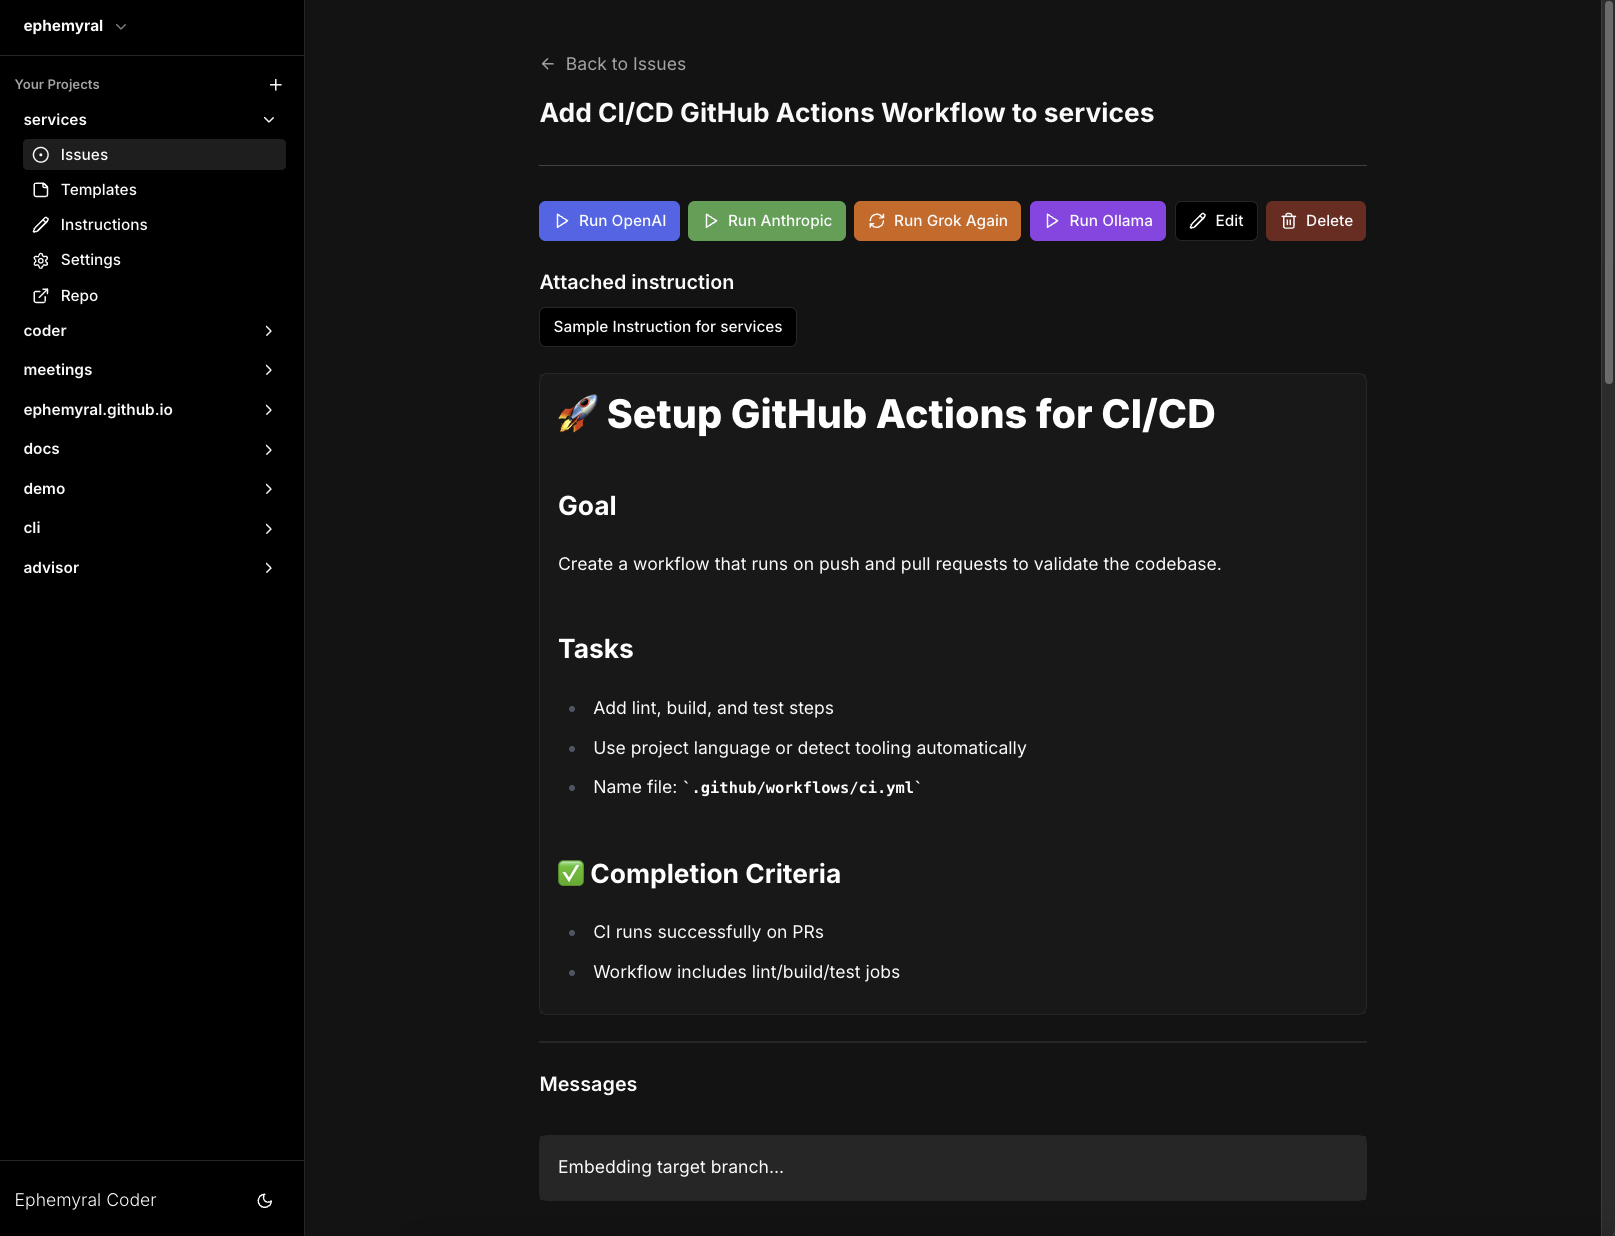 ephemyral
Your Projects
services
Issues
Templates
Instructions
Settings
Repo
coder
meetings
ephemyral.github.io
docs
demo
cli
advisor
Ephemyral Coder
Back to Issues
Add CI/CD GitHub Actions Workflow to services
Run OpenAI Run Anthropic Run Grok Again Run Ollama Edit Delete
Attached instruction
Sample Instruction for services
🚀 Setup GitHub Actions for CI/CD
Goal
Create a workflow that runs on push and pull requests to validate the codebase.
Tasks
• Add lint, build, and test steps
• Use project language or detect tooling automatically
• Name file: `.github/workflows/ci.yml`
✅ Completion Criteria
• CI runs successfully on PRs
• Workflow includes lint/build/test jobs
Messages
Embedding target branch...